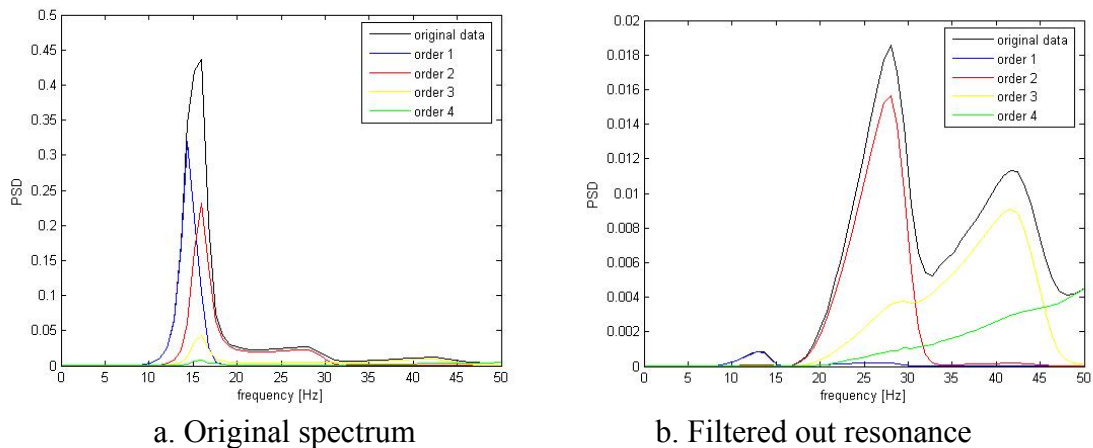 0.5
0.45
0.4
0.35
0.3
0.25
0.2
0.15
0.1
0.05
0
PSD
0 5 10 15 20 25 30 35 40 45 50
frequency [Hz]
original data
order 1
order 2
order 3
order 4
a. Original spectrum
0.02
0.018
0.016
0.014
0.012
0.01
0.008
0.006
0.004
0.002
0
PSD
0 5 10 15 20 25 30 35 40 45 50
frequency [Hz]
original data
order 1
order 2
order 3
order 4
b. Filtered out resonance